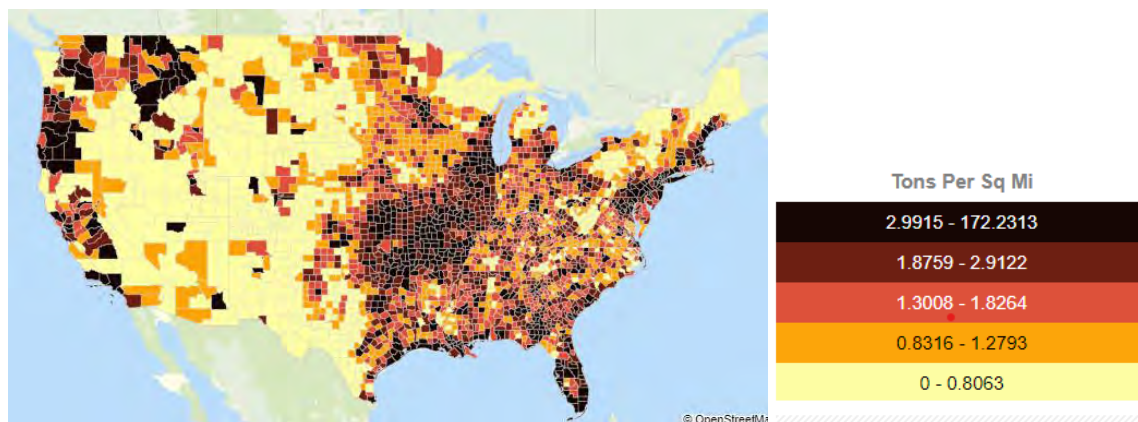 Tons Per Sq Mi
2.9915 - 172.2313
1.8759 - 2.9122
1.3008 - 1.8264
0.8316 - 1.2793
0 - 0.8063
© OpenStreetMa